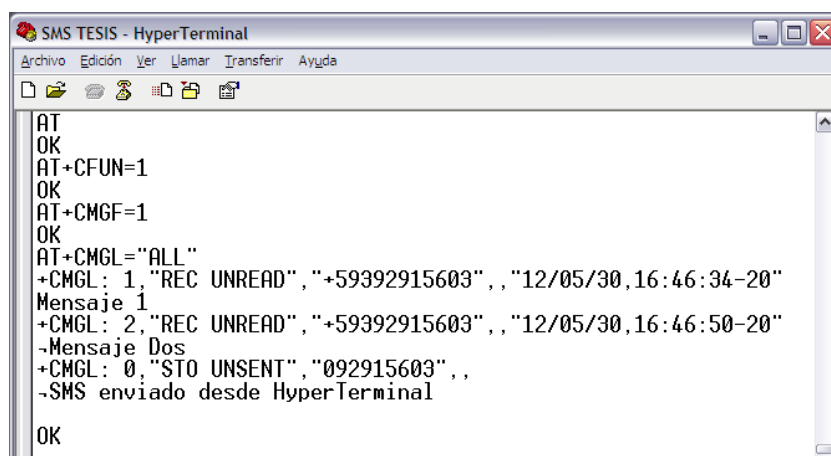 SMS TESIS - HyperTerminal
Archivo Edición Ver Llamar Transferir Ayuda
AT
OK
AT+CFUN=1
OK
AT+CMGF=1
OK
AT+CMGL="ALL"
+CMGL: 1,"REC UNREAD","+59392915603",,"12/05/30,16:46:34-20"
Mensaje 1
+CMGL: 2,"REC UNREAD","+59392915603",,"12/05/30,16:46:50-20"
¬Mensaje Dos
+CMGL: 0,"STO UNSENT","092915603",,
¬SMS enviado desde HyperTerminal
OK